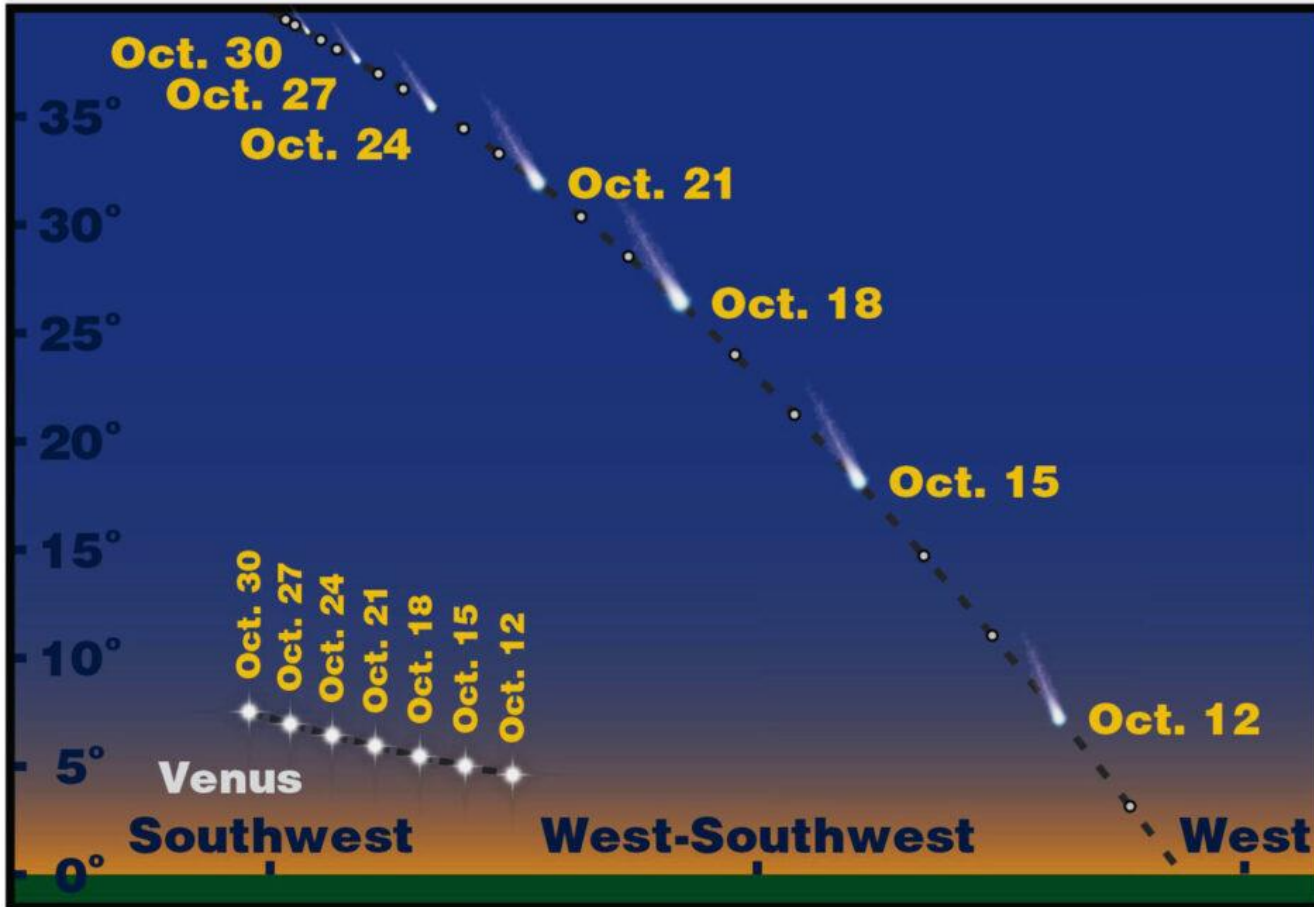 Oct. 30
Oct. 27
35°
Oct. 24
Oct. 21
30°
Oct. 18
25°
20°
Oct. 15
15°
Oct. 30
Oct. 27
Oct. 24
Oct. 21
Oct. 18
Oct. 15
Oct. 12
10°
Oct. 12
5°
Venus
Southwest
West-Southwest
West
0°